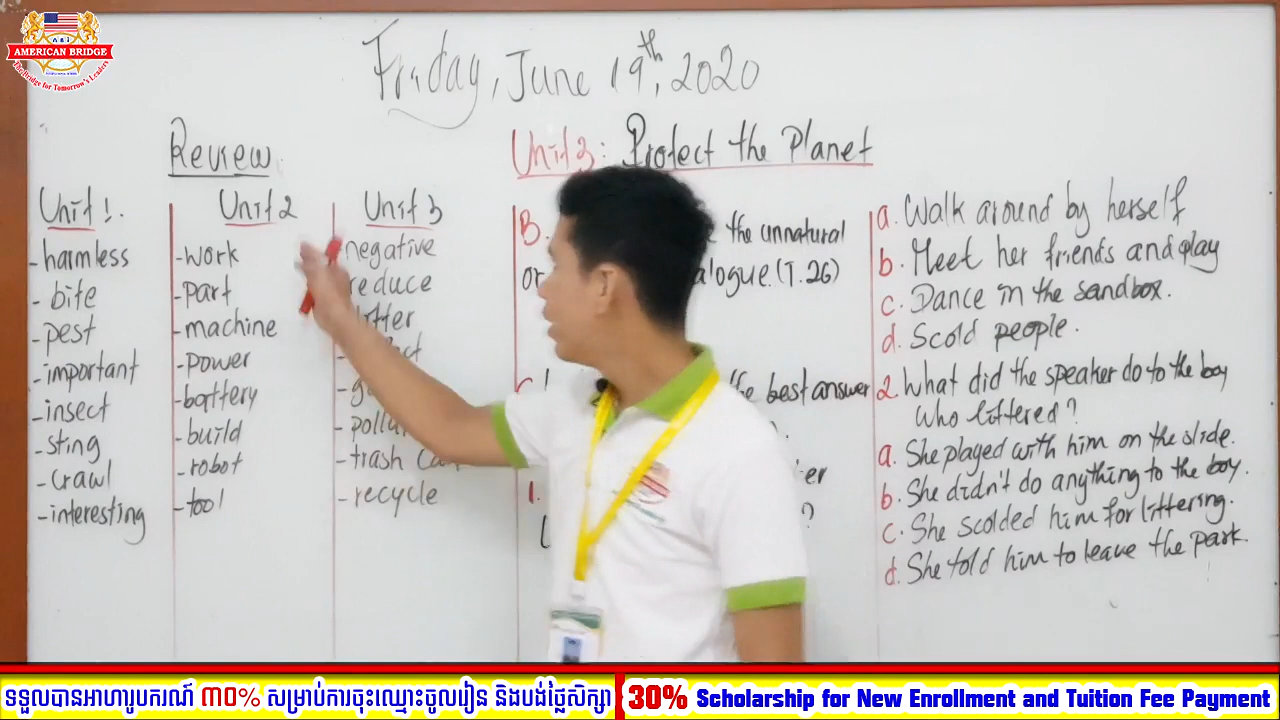 AMERICAN BRIDGE
The Bridge for Tomorrow's Leaders
Friday, June 19th, 2020
Review
Unit 1.
-harmless
-bite
-pest
-important
-insect
-sting
-crawl
-interesting
Unit 2
-work
-part
-machine
-power
-battery
-build
-robot
-tool
Unit 3
negative
reduce
-trash
-recycle
Unit 3: Protect the Planet
B.
the unnatural
or
alogue.(T.26)
the best answer
1.
?
a. Walk around by herself
b. Meet her friends and play
c. Dance in the sandbox.
d. Scold people.
2. What did the speaker do to the boy
Who littered?
a. She played with him on the slide.
b. She didn't do anything to the boy.
c. She scolded him for littering.
d. She told him to leave the park.
ទទួលបានអាហារូបករណ៍ ៣០% សម្រាប់ការចុះឈ្មោះចូលរៀន និងបង់ថ្លៃសិក្សា
30% Scholarship for New Enrollment and Tuition Fee Payment